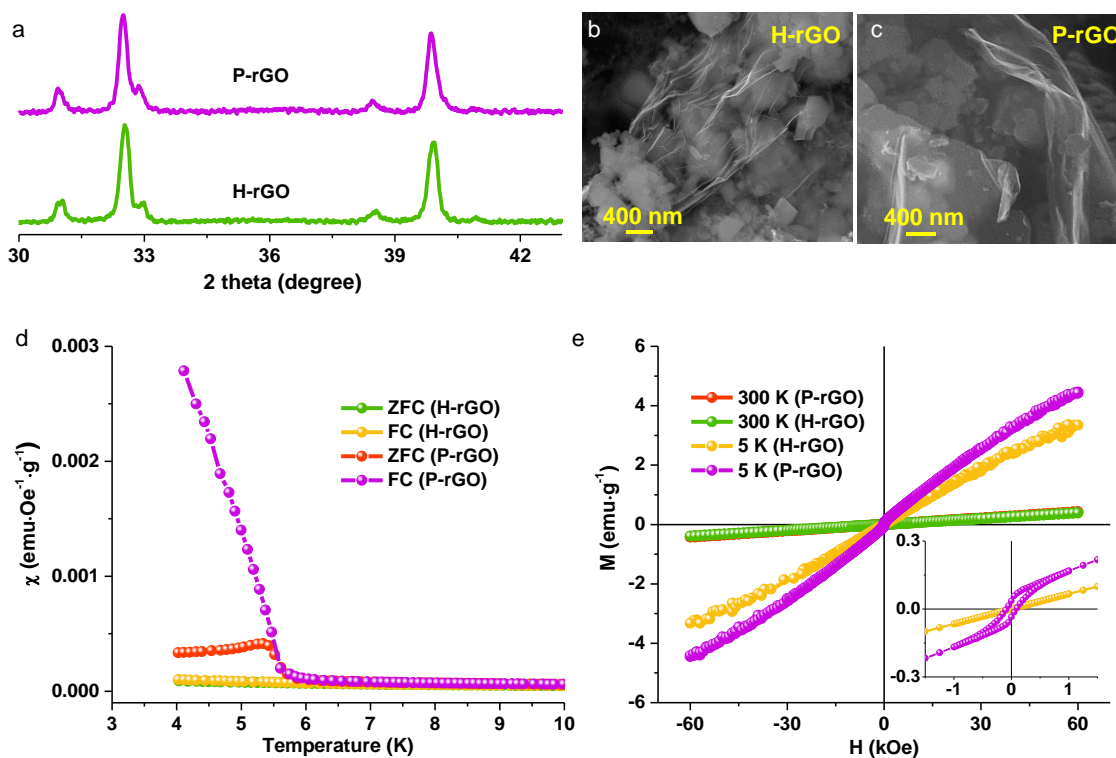 a
P-rGO
H-rGO
30 33 36 39 42
2 theta (degree)
b
H-rGO
400 nm
c
P-rGO
400 nm
d
0.003
0.002
0.001
0.000
χ (emu·Oe⁻¹·g⁻¹)
ZFC (H-rGO)
FC (H-rGO)
ZFC (P-rGO)
FC (P-rGO)
3 4 5 6 7 8 9 10
Temperature (K)
e
6
4
2
0
-2
-4
-6
M (emu·g⁻¹)
300 K (P-rGO)
300 K (H-rGO)
5 K (H-rGO)
5 K (P-rGO)
0.3
0.0
-0.3
-1 0 1
-60 -30 0 30 60
H (kOe)